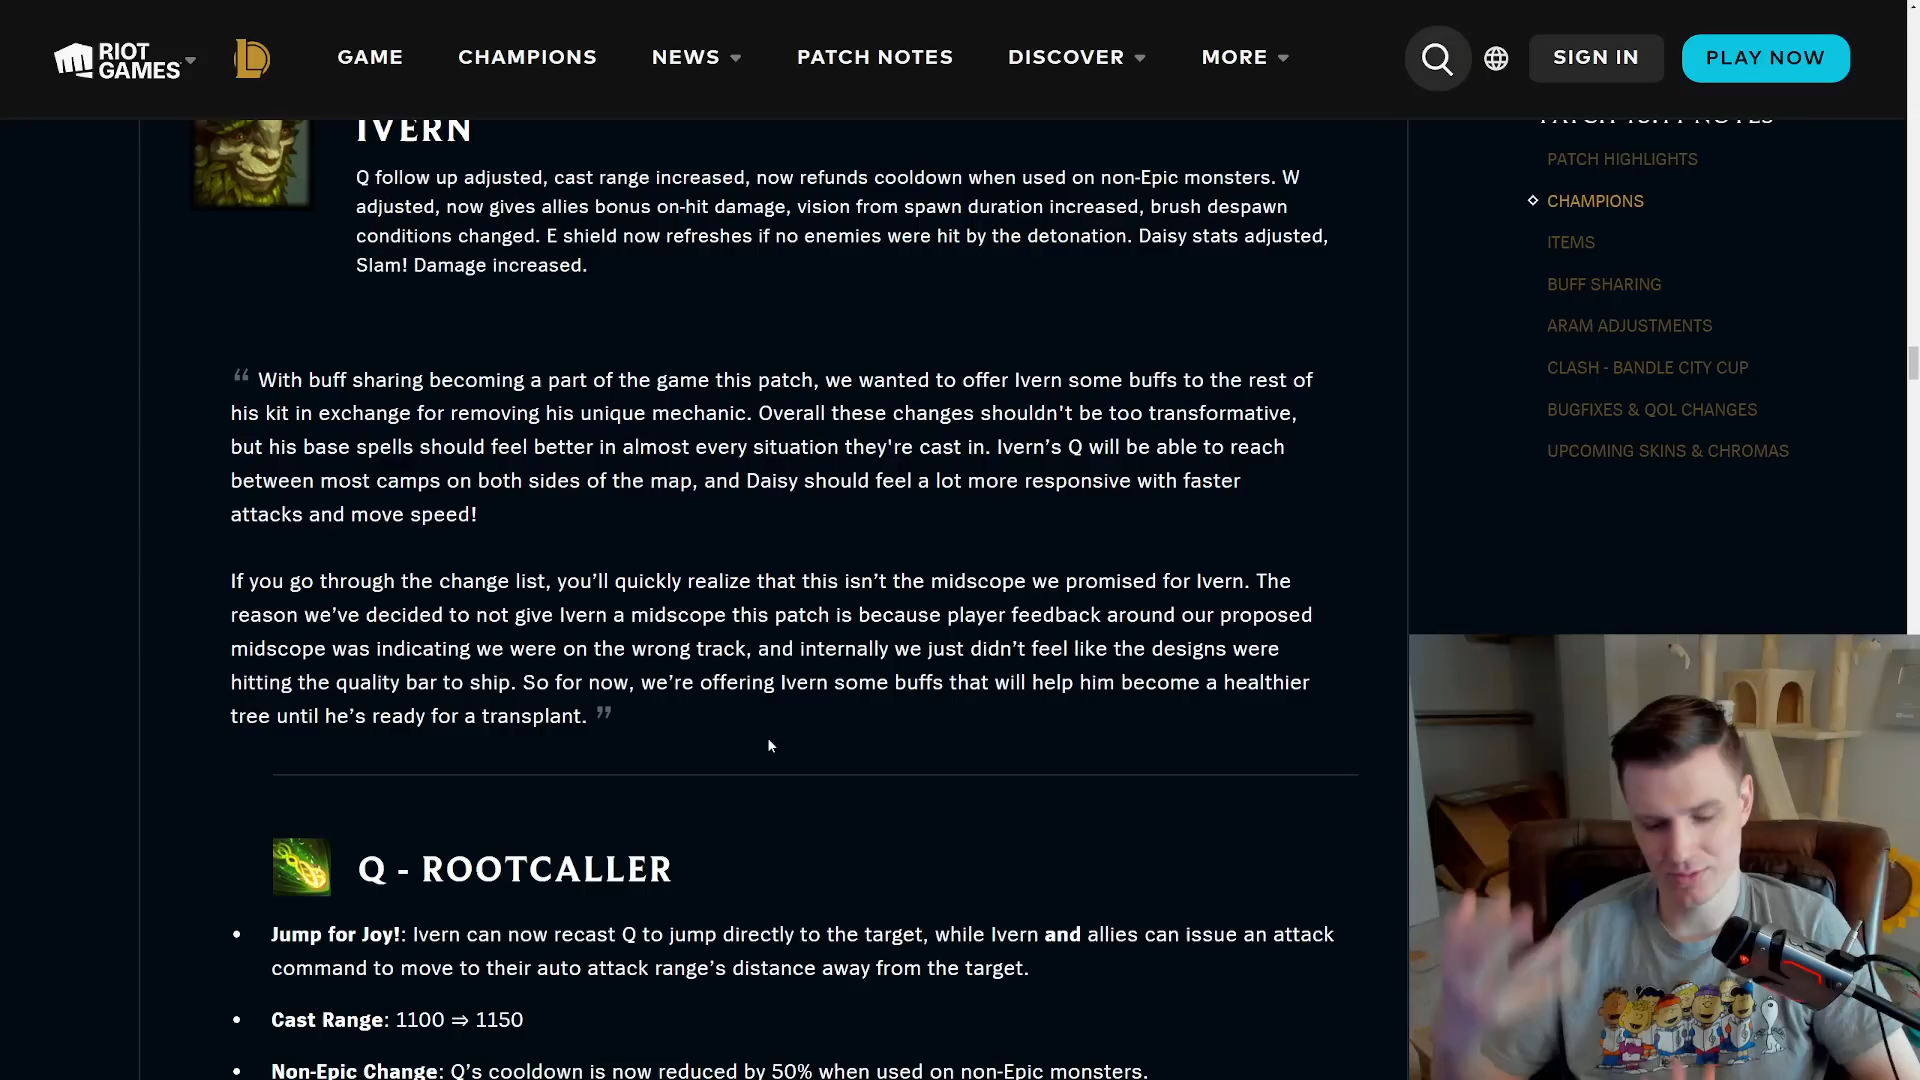 RIOT GAMES
GAME
CHAMPIONS
NEWS
PATCH NOTES
DISCOVER
MORE
SIGN IN
PLAY NOW
IVERN
Q follow up adjusted, cast range increased, now refunds cooldown when used on non-Epic monsters. W
adjusted, now gives allies bonus on-hit damage, vision from spawn duration increased, brush despawn
conditions changed. E shield now refreshes if no enemies were hit by the detonation. Daisy stats adjusted,
Slam! Damage increased.
“ With buff sharing becoming a part of the game this patch, we wanted to offer Ivern some buffs to the rest of
his kit in exchange for removing his unique mechanic. Overall these changes shouldn't be too transformative,
but his base spells should feel better in almost every situation they're cast in. Ivern’s Q will be able to reach
between most camps on both sides of the map, and Daisy should feel a lot more responsive with faster
attacks and move speed!
If you go through the change list, you’ll quickly realize that this isn’t the midscope we promised for Ivern. The
reason we’ve decided to not give Ivern a midscope this patch is because player feedback around our proposed
midscope was indicating we were on the wrong track, and internally we just didn’t feel like the designs were
hitting the quality bar to ship. So for now, we’re offering Ivern some buffs that will help him become a healthier
tree until he’s ready for a transplant. ”
Q - ROOTCALLER
• Jump for Joy!: Ivern can now recast Q to jump directly to the target, while Ivern and allies can issue an attack
command to move to their auto attack range’s distance away from the target.
• Cast Range: 1100 ⇒ 1150
• Non-Epic Change: Q’s cooldown is now reduced by 50% when used on non-Epic monsters.
PATCH HIGHLIGHTS
CHAMPIONS
ITEMS
BUFF SHARING
ARAM ADJUSTMENTS
CLASH - BANDLE CITY CUP
BUGFIXES & QOL CHANGES
UPCOMING SKINS & CHROMAS